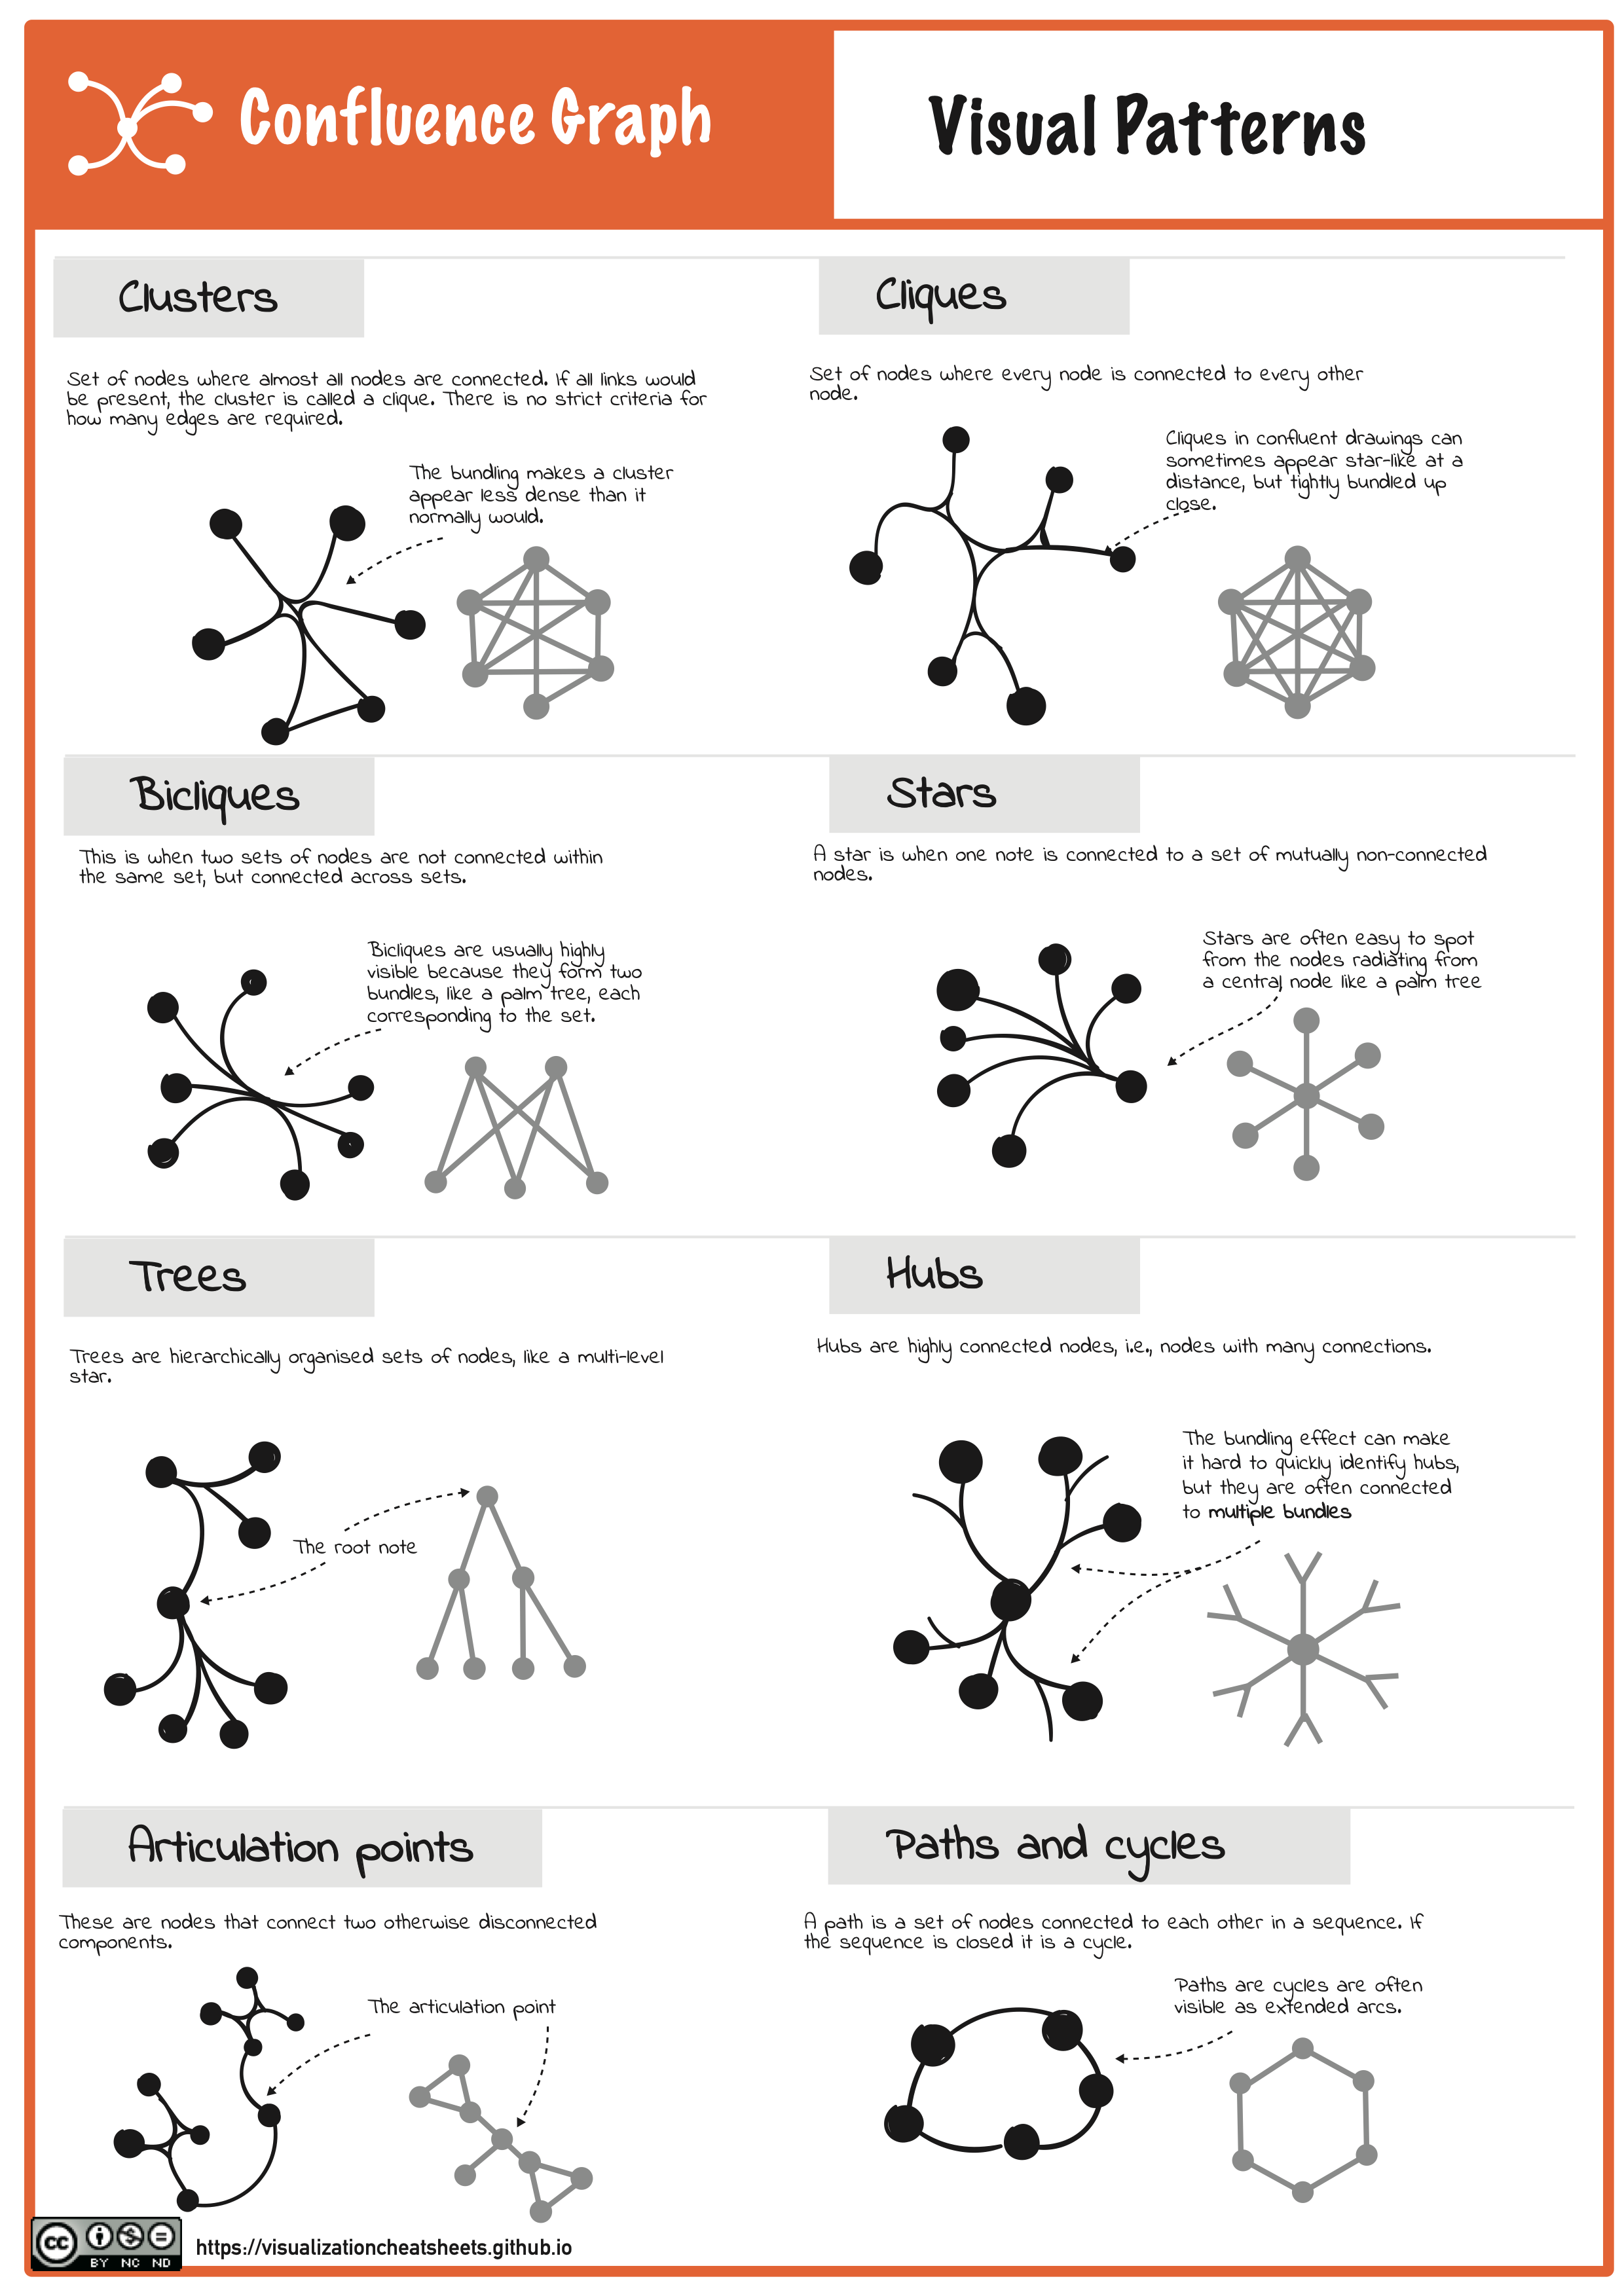 Confluence Graph
Visual Patterns
Clusters
Set of nodes where almost all nodes are connected. If all links would
be present, the cluster is called a clique. There is no strict criteria for
how many edges are required.
The bundling makes a cluster
appear less dense than it
normally would.
Cliques
Set of nodes where every node is connected to every other
node.
Cliques in confluent drawings can
sometimes appear star-like at a
distance, but tightly bundled up
close.
Bicliques
This is when two sets of nodes are not connected within
the same set, but connected across sets.
Bicliques are usually highly
visible because they form two
bundles, like a palm tree, each
corresponding to the set.
Stars
A star is when one note is connected to a set of mutually non-connected
nodes.
Stars are often easy to spot
from the nodes radiating from
a central node like a palm tree
Trees
Trees are hierarchically organised sets of nodes, like a multi-level
star.
The root note
Hubs
Hubs are highly connected nodes, i.e., nodes with many connections.
The bundling effect can make
it hard to quickly identify hubs,
but they are often connected
to multiple bundles
Articulation points
These are nodes that connect two otherwise disconnected
components.
The articulation point
Paths and cycles
A path is a set of nodes connected to each other in a sequence. If
the sequence is closed it is a cycle.
Paths are cycles are often
visible as extended arcs.
cc
BY NC ND
https://visualizationcheatsheets.github.io